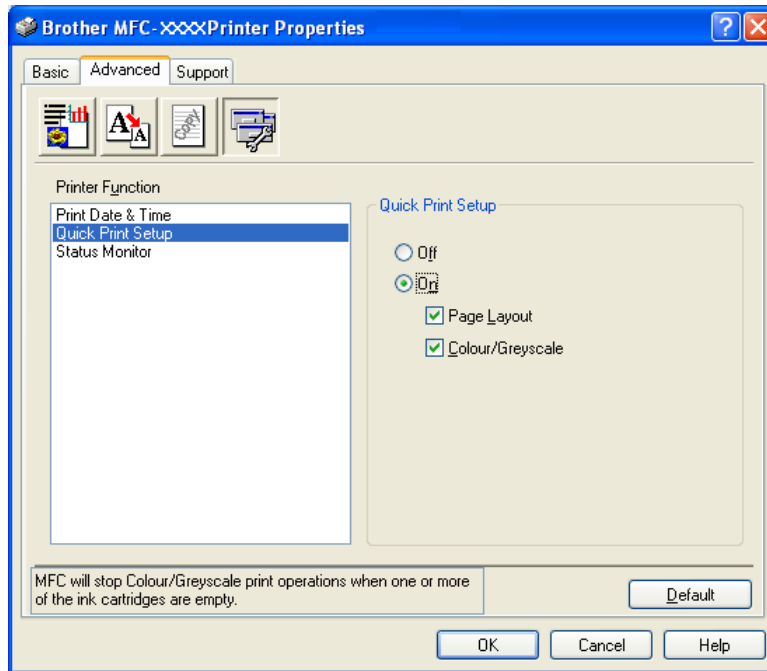 Brother MFC-XXXXPrinter Properties
Basic
Advanced
Support
Copy
Printer Function
Print Date & Time
Quick Print Setup
Status Monitor
Quick Print Setup
Off
On
Page Layout
Colour/Greyscale
MFC will stop Colour/Greyscale print operations when one or more
of the ink cartridges are empty.
Default
OK
Cancel
Help